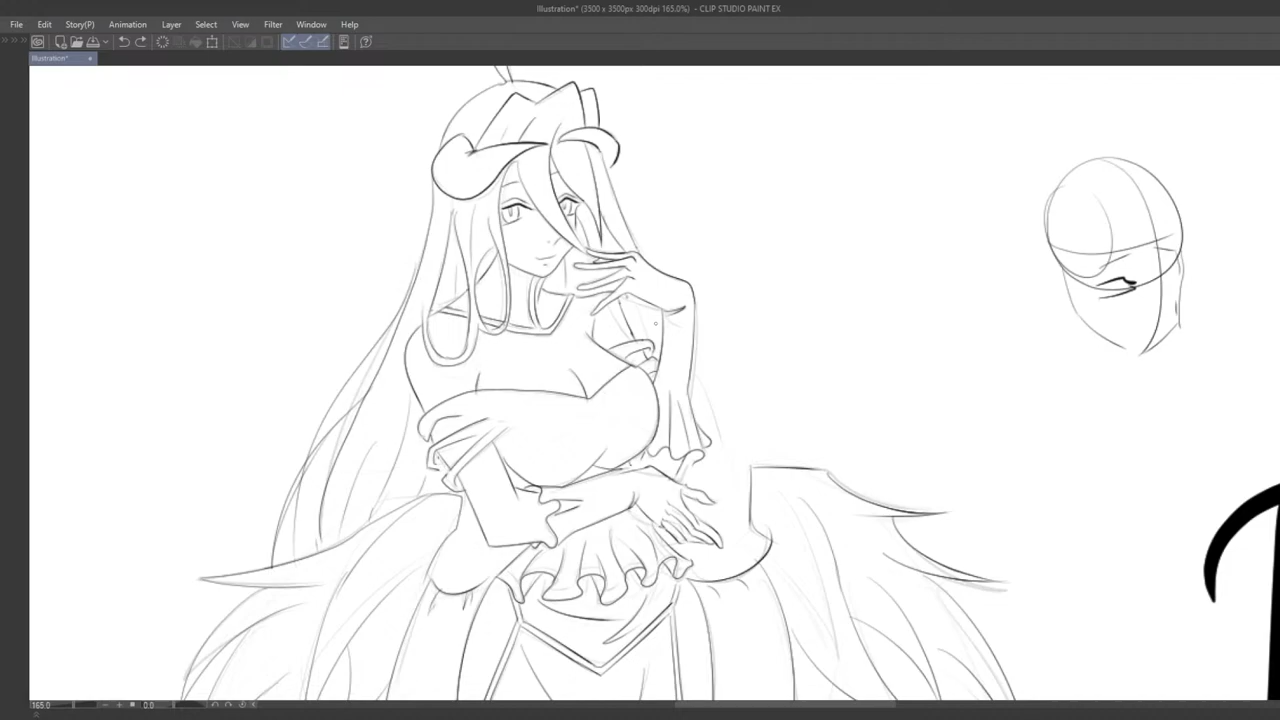 Illustration* (3500 x 3500px 300dpi 165.0%) - CLIP STUDIO PAINT EX
File Edit Story(P) Animation Layer Select View Filter Window Help
Illustration*
165.0 0.0